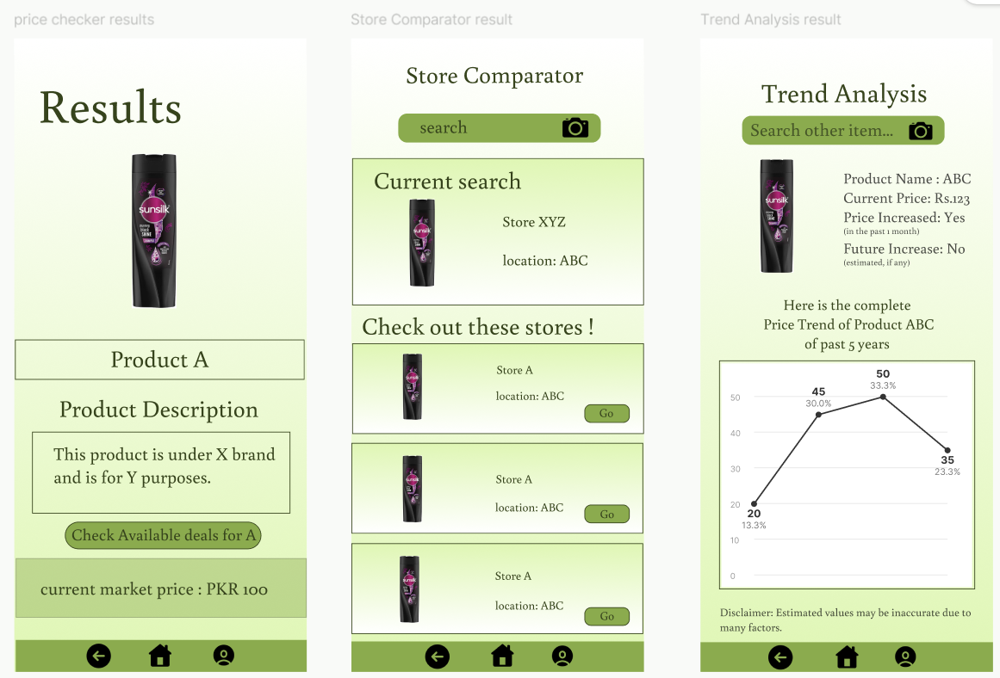 price checker results
Results
sunsilk
Product A
Product Description
This product is under X brand
and is for Y purposes.
Check Available deals for A
current market price : PKR 100
Store Comparator result
Store Comparator
search
Current search
sunsilk
Store XYZ
location: ABC
Check out these stores !
sunsilk
Store A
location: ABC
Go
sunsilk
Store A
location: ABC
Go
sunsilk
Store A
location: ABC
Go
Trend Analysis result
Trend Analysis
Search other item...
sunsilk
Product Name : ABC
Current Price: Rs.123
Price Increased: Yes
(in the past 1 month)
Future Increase: No
(estimated, if any)
Here is the complete
Price Trend of Product ABC
of past 5 years
50
40
30
20
10
0
20
13.3%
45
30.0%
50
33.3%
35
23.3%
Disclaimer: Estimated values may be inaccurate due to
many factors.